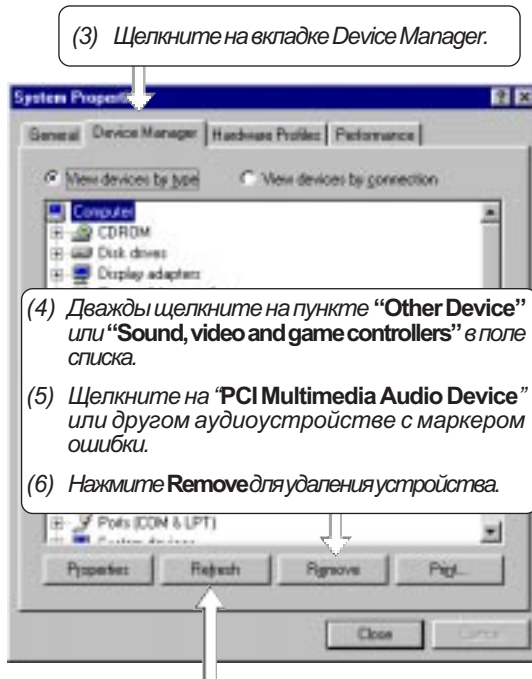 (3) Щелкните на вкладке Device Manager.
System Properti
General Device Manager Hardware Profiles Performance
View devices by type View devices by connection
Computer
CDROM
Disk drives
Display adapters
(4) Дважды щелкните на пункте “Other Device”
или “Sound, video and game controllers” в поле
списка.
(5) Щелкните на “PCI Multimedia Audio Device”
или другом аудиоустройстве с маркером
ошибки.
(6) Нажмите Remove для удаления устройства.
Ports (COM & LPT)
Properties Refresh Remove Print...
Close Cancel